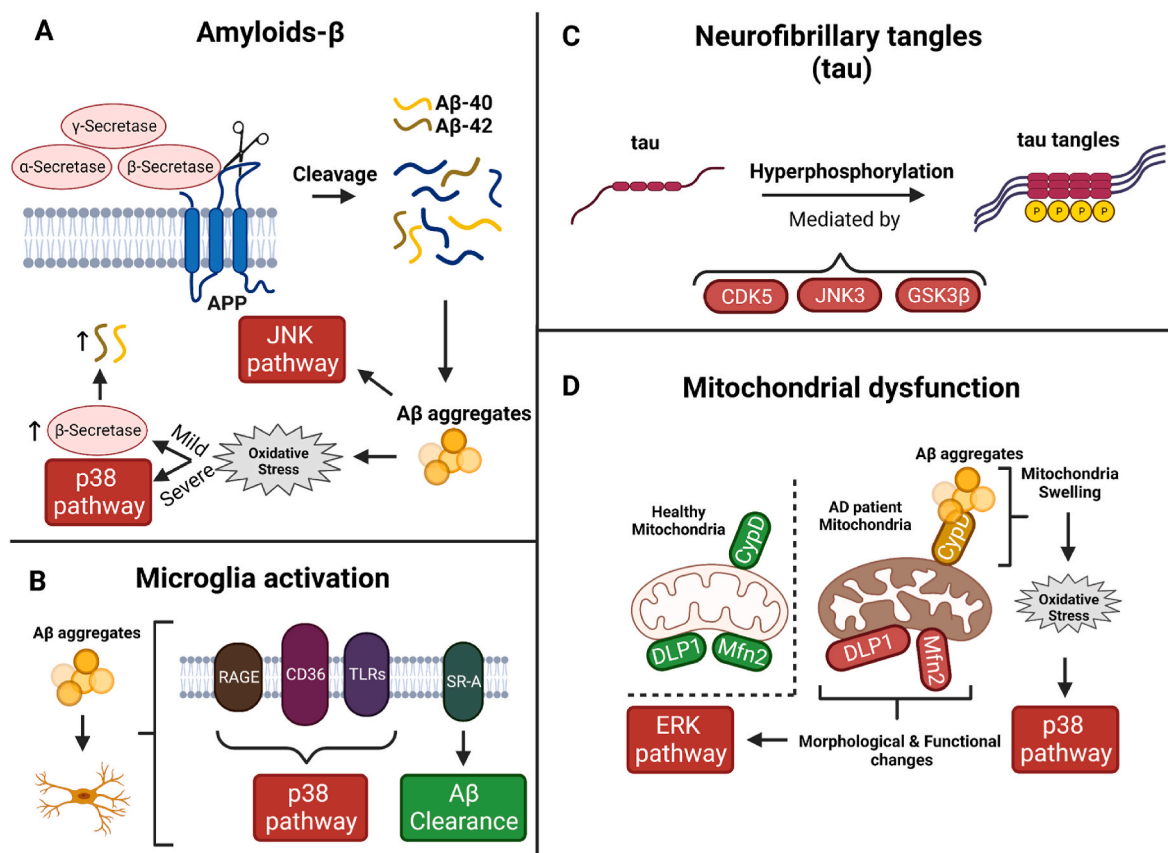 A
Amyloids-β
γ-Secretase
α-Secretase
β-Secretase
Cleavage
Aβ-40
Aβ-42
APP
JNK
pathway
Aβ aggregates
Oxidative
Stress
Mild
Severe
↑
↑
β-Secretase
p38
pathway
B
Microglia activation
Aβ aggregates
RAGE
CD36
TLRs
SR-A
p38
pathway
Aβ
Clearance
C
Neurofibrillary tangles
(tau)
tau
Hyperphosphorylation
Mediated by
tau tangles
P
P
P
P
CDK5
JNK3
GSK3β
D
Mitochondrial dysfunction
Healthy
Mitochondria
CypD
DLP1
Mfn2
AD patient
Mitochondria
Aβ aggregates
CypD
DLP1
Mfn2
Mitochondria
Swelling
Oxidative
Stress
p38
pathway
Morphological & Functional
changes
ERK
pathway